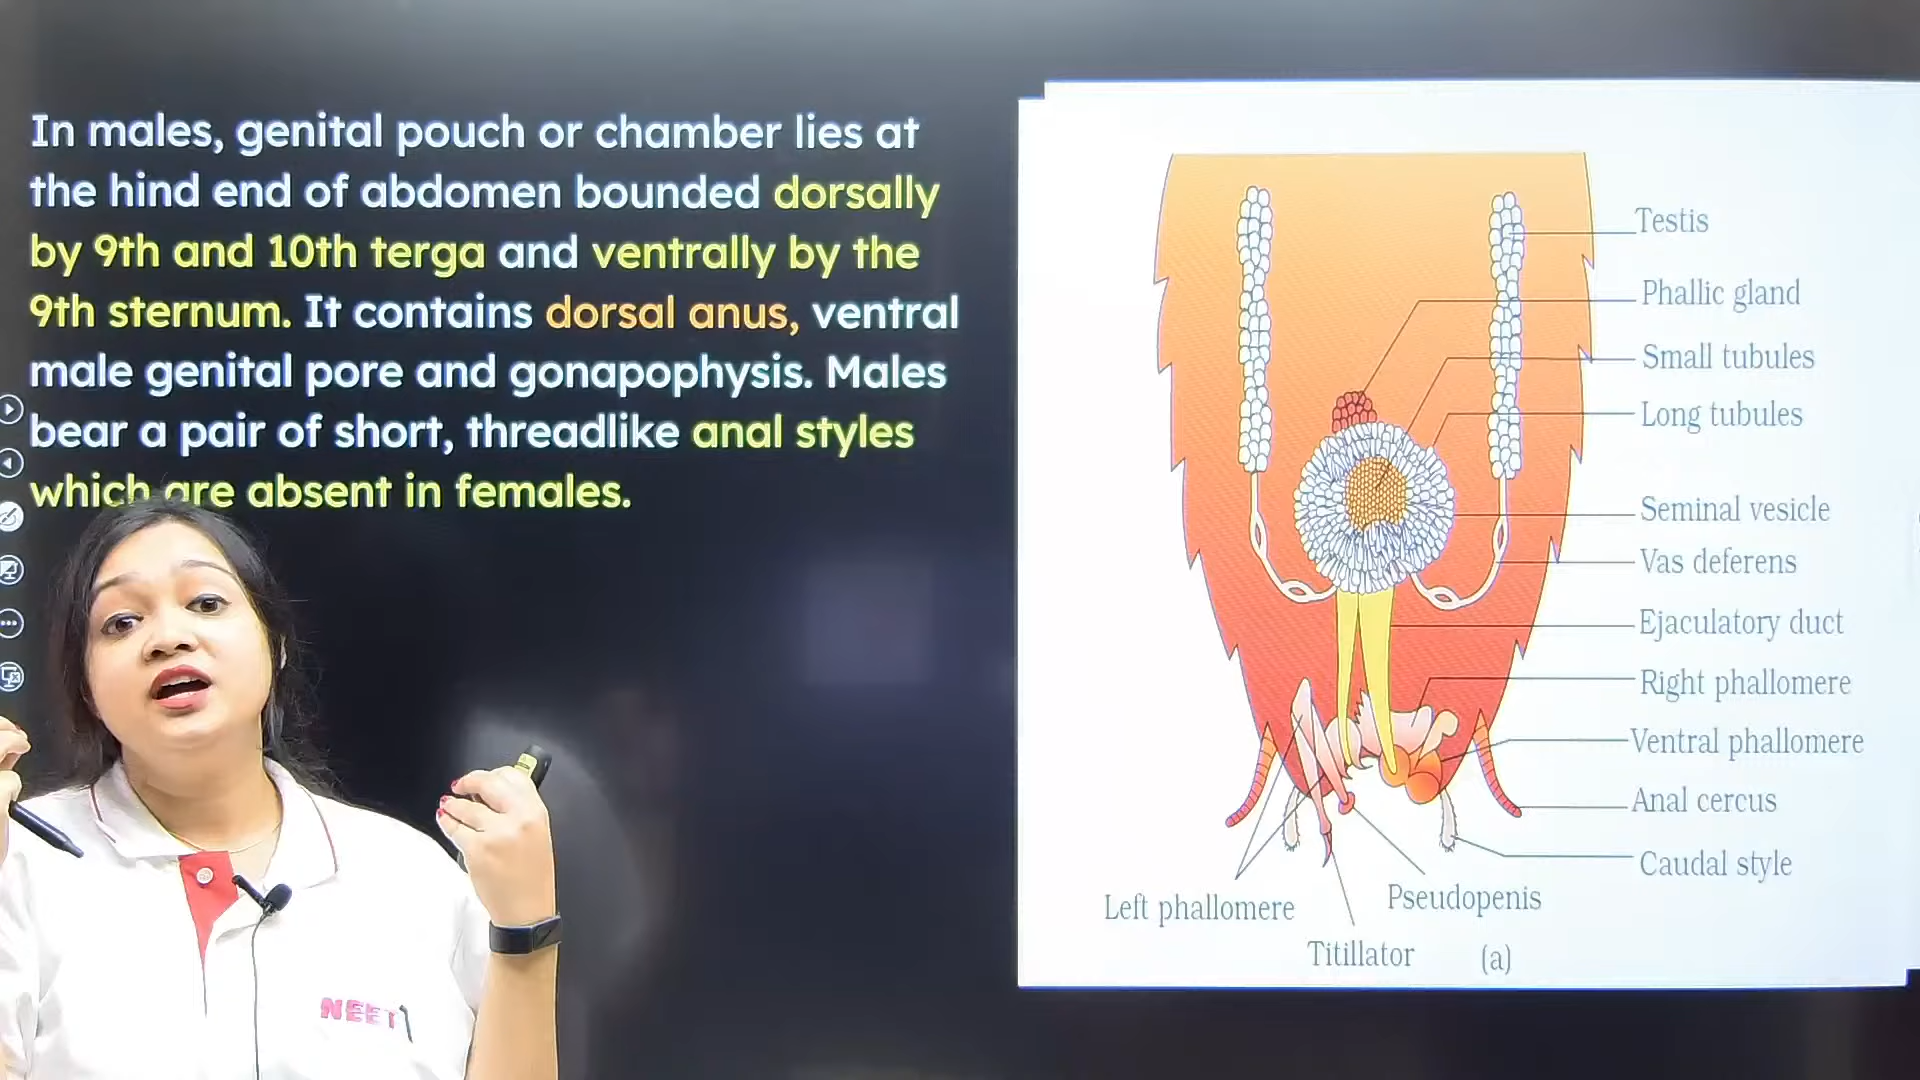 In males, genital pouch or chamber lies at
the hind end of abdomen bounded dorsally
by 9th and 10th terga and ventrally by the
9th sternum. It contains dorsal anus, ventral
male genital pore and gonapophysis. Males
bear a pair of short, threadlike anal styles
which are absent in females.
Testis
Phallic gland
Small tubules
Long tubules
Seminal vesicle
Vas deferens
Ejaculatory duct
Right phallomere
Ventral phallomere
Anal cercus
Caudal style
Left phallomere
Pseudopenis
Titillator
(a)
NEET